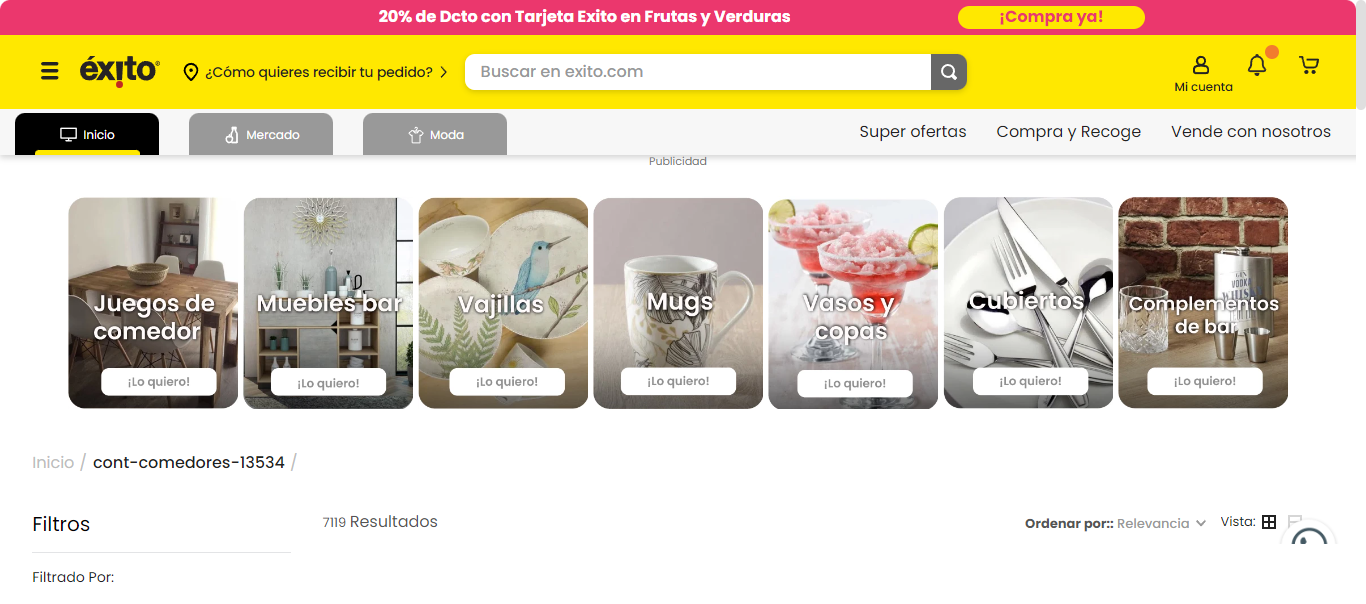 20% de Dcto con Tarjeta Exito en Frutas y Verduras
¡Compra ya!
éxito
¿Cómo quieres recibir tu pedido?
Buscar en exito.com
Mi cuenta
Inicio
Mercado
Moda
Super ofertas
Compra y Recoge
Vende con nosotros
Publicidad
Juegos de
comedor
¡Lo quiero!
Muebles bar
¡Lo quiero!
Vajillas
¡Lo quiero!
Mugs
¡Lo quiero!
Vasos y
copas
¡Lo quiero!
Cubiertos
¡Lo quiero!
Complementos
de bar
¡Lo quiero!
Inicio / cont-comedores-13534 /
Filtros
7119 Resultados
Ordenar por:: Relevancia
Vista:
Filtrado Por: